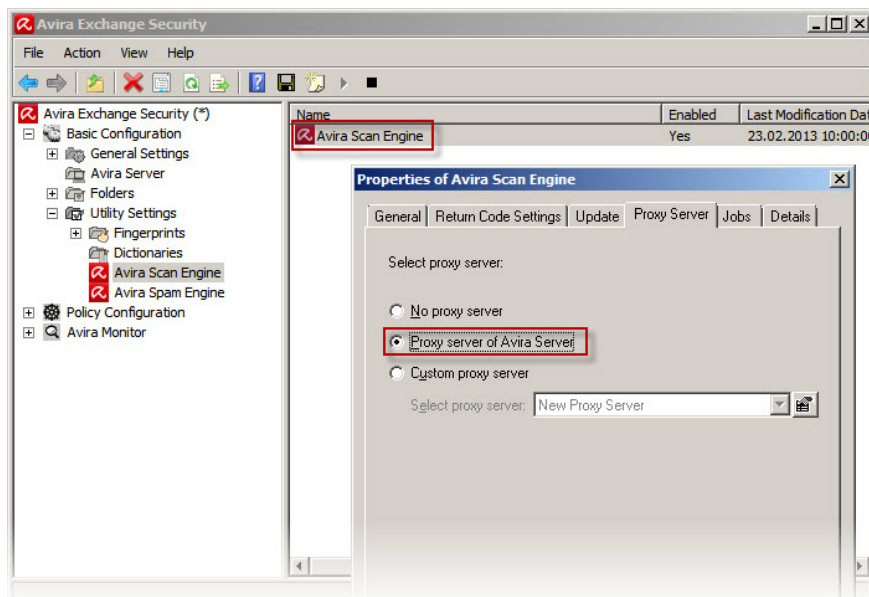 Avira Exchange Security
File Action View Help
Avira Exchange Security (*)
Basic Configuration
General Settings
Avira Server
Folders
Utility Settings
Fingerprints
Dictionaries
Avira Scan Engine
Avira Spam Engine
Policy Configuration
Avira Monitor
Name Enabled Last Modification Dat
Avira Scan Engine Yes 23.02.2013 10:00:0
Properties of Avira Scan Engine
General Return Code Settings Update Proxy Server Jobs Details
Select proxy server:
No proxy server
Proxy server of Avira Server
Custom proxy server
Select proxy server: New Proxy Server